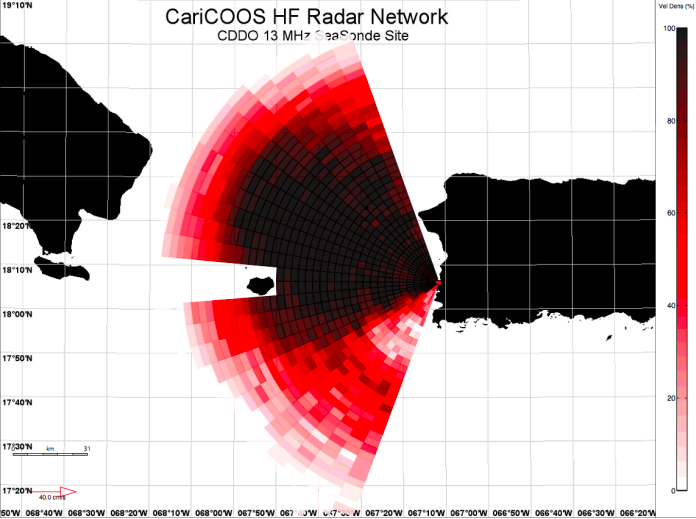 19°10'N
CariCOOS HF Radar Network
CDDO 13 MHz SeaSonde Site
Vel Dens (%)
100
80
60
40
20
0
18°20'N
18°10'N
18°00'N
17°50'N
17°40'N
17°30'N
17°20'N
km 31
40.0 cm/s
50'W 068°40'W 068°30'W 068°20'W 068°10'W 068°00'W 067°50'W 067°20'W 067°10'W 067°00'W 066°50'W 066°40'W 066°30'W 066°20'W